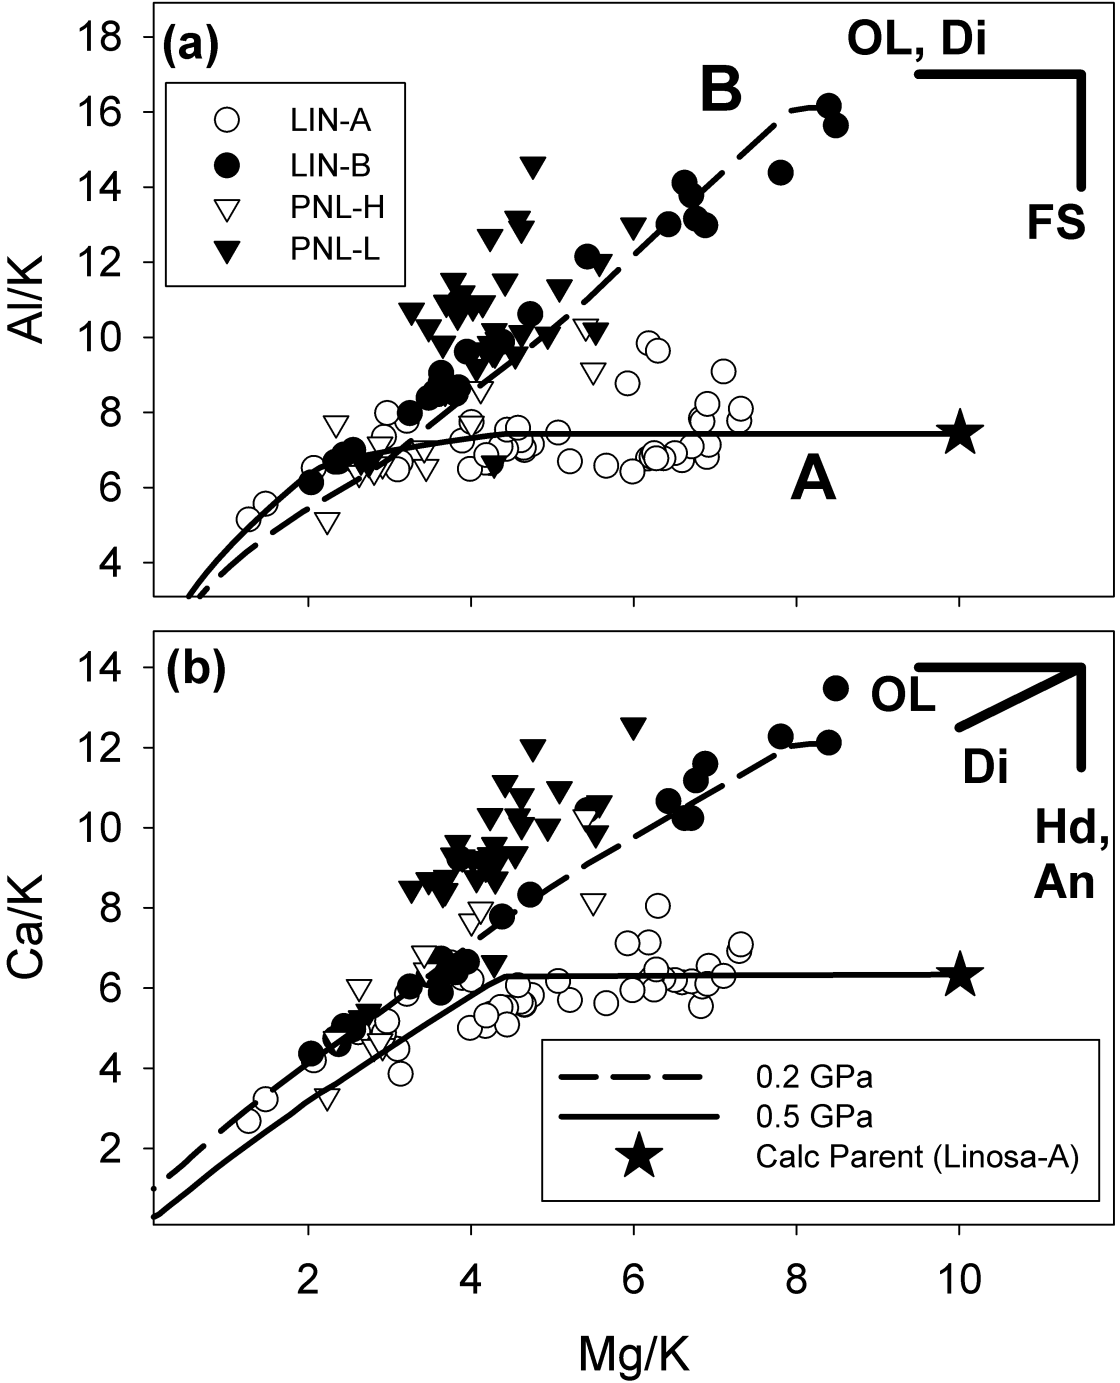 (a)
OL, Di
FS
B
A
LIN-A
LIN-B
PNL-H
PNL-L
18
16
14
12
10
8
6
4
Al/K
(b)
OL
Di
Hd,
An
14
12
10
8
6
4
2
Ca/K
0.2 GPa
0.5 GPa
Calc Parent (Linosa-A)
2 4 6 8 10
Mg/K